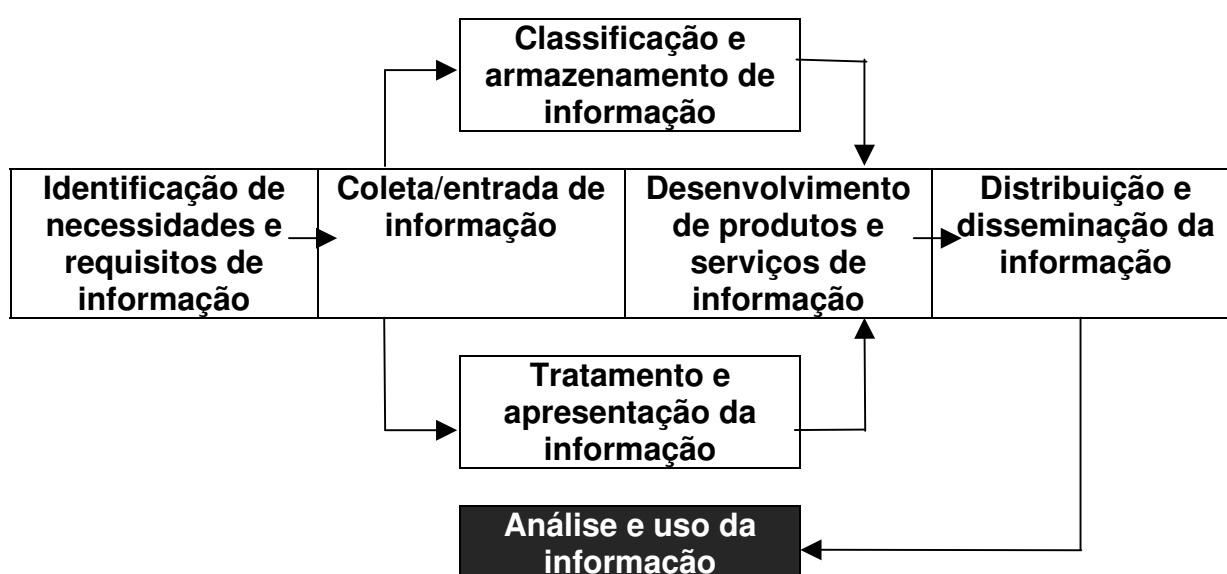 Classificação e
armazenamento de
informação
Identificação de
necessidades e
requisitos de
informação
Coleta/entrada de
informação
Desenvolvimento
de produtos e
serviços de
informação
Distribuição e
disseminação da
informação
Tratamento e
apresentação da
informação
Análise e uso da
informação